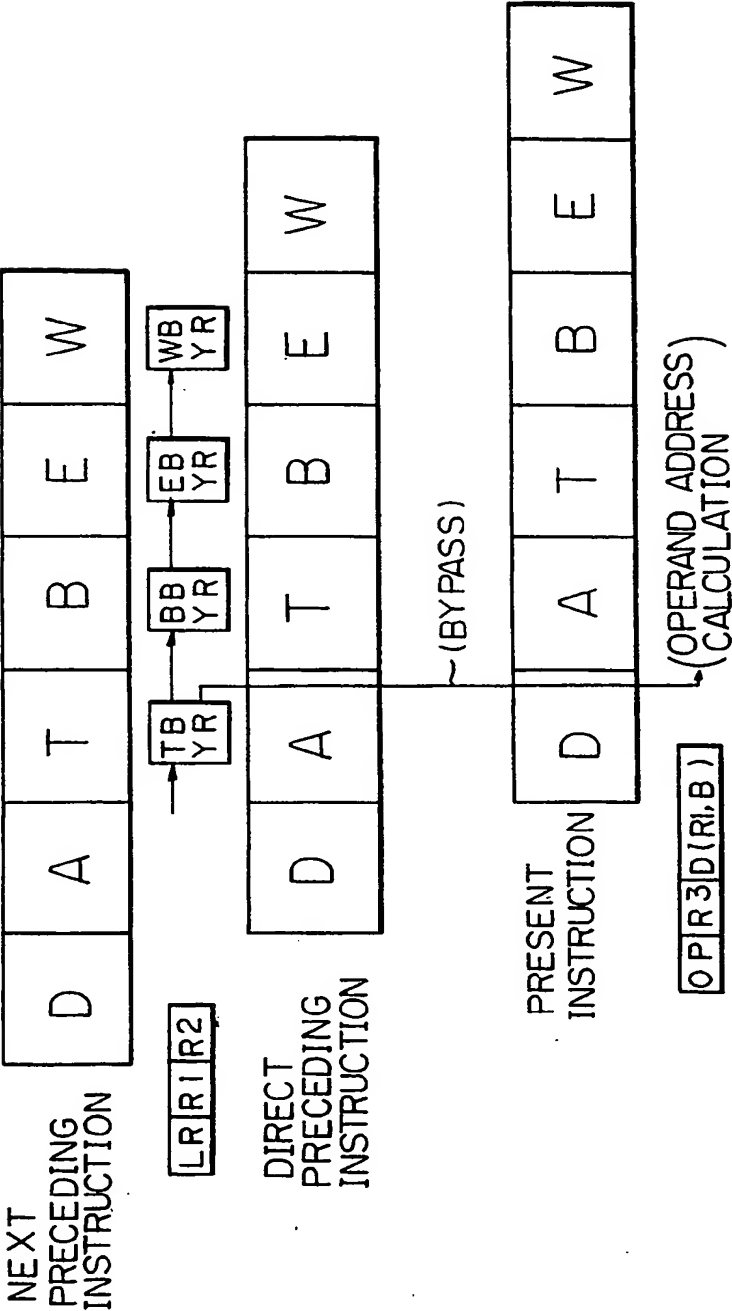 NEXT
PRECEDING
INSTRUCTION
D A T B E W
LR R1 R2
TB
YR
BB
YR
EB
YR
WB
YR
DIRECT
PRECEDING
INSTRUCTION
D A T B E W
~(BYPASS)
PRESENT
INSTRUCTION
D A T B E W
OP R3 D(R1,B)
(OPERAND ADDRESS
CALCULATION)